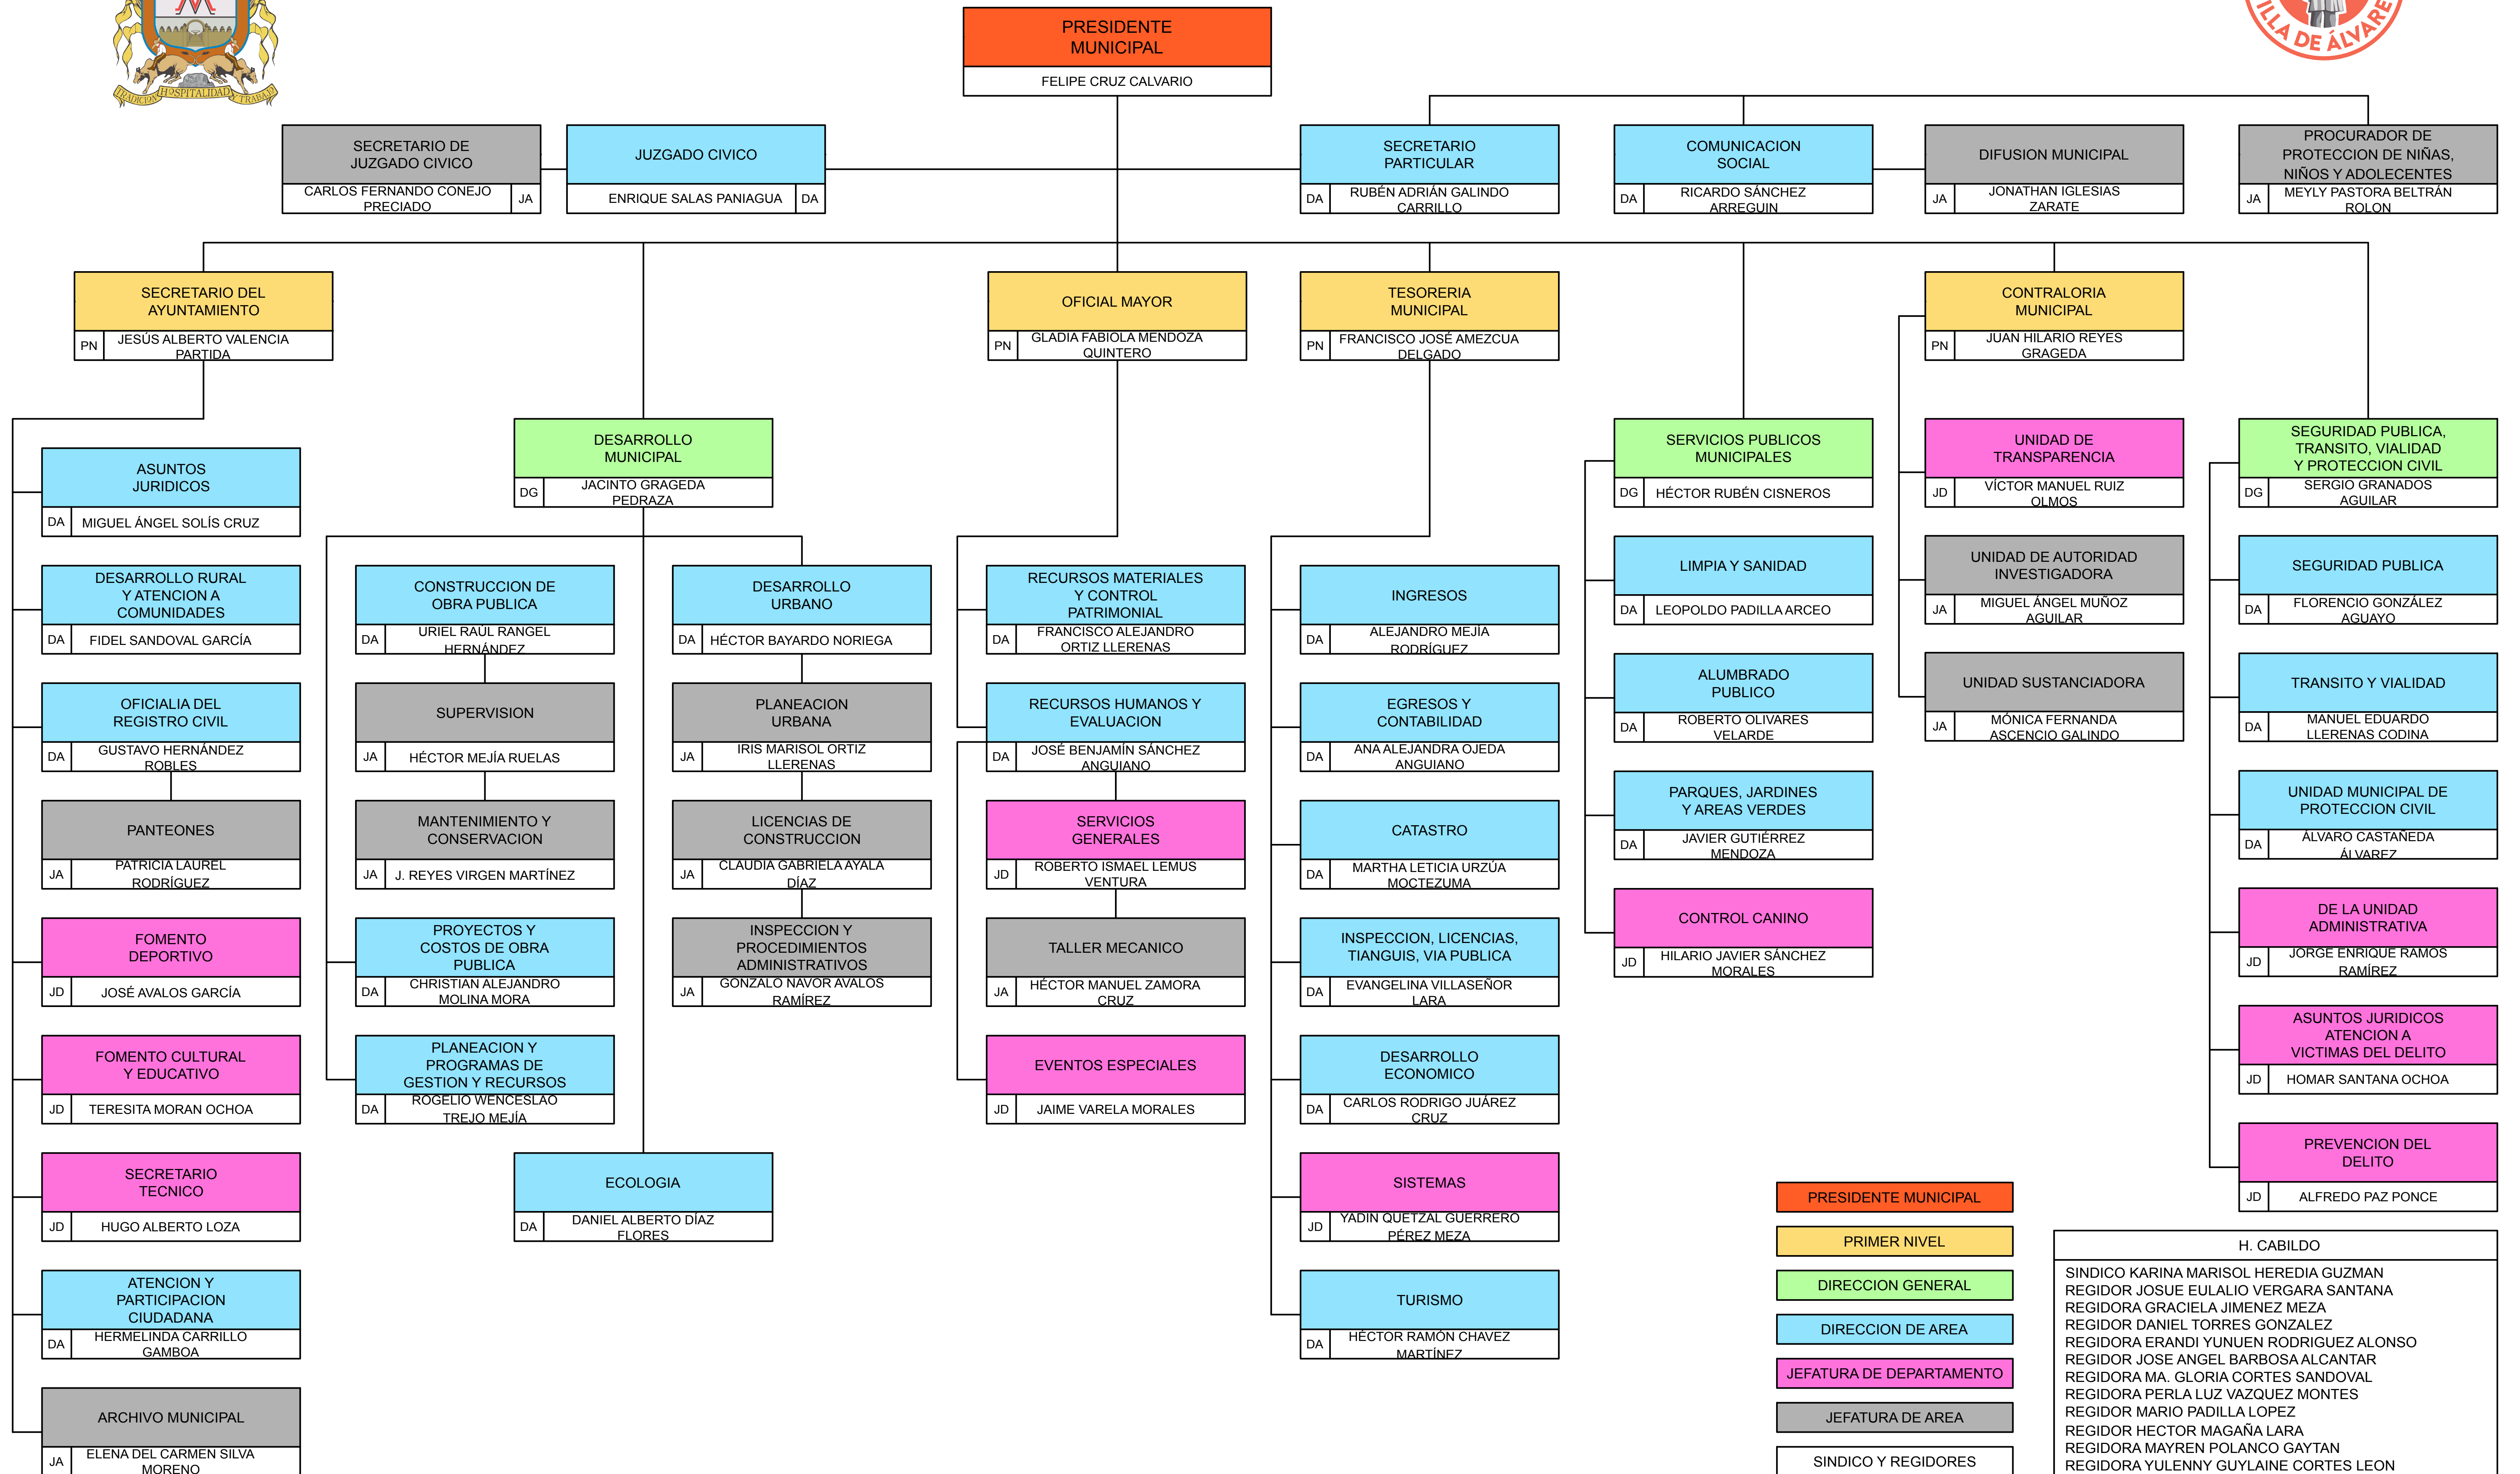 TRADICION HOSPITALIDAD Y TRABAJO
VILLA DE ÁLVAREZ
PRESIDENTE
MUNICIPAL
FELIPE CRUZ CALVARIO
SECRETARIO DE
JUZGADO CIVICO
CARLOS FERNANDO CONEJO
PRECIADO
JA
JUZGADO CIVICO
ENRIQUE SALAS PANIAGUA
DA
SECRETARIO
PARTICULAR
DA
RUBÉN ADRIÁN GALINDO
CARRILLO
COMUNICACION
SOCIAL
DA
RICARDO SÁNCHEZ
ARREGUIN
DIFUSION MUNICIPAL
JA
JONATHAN IGLESIAS
ZARATE
PROCURADOR DE
PROTECCION DE NIÑAS,
NIÑOS Y ADOLECENTES
JA
MEYLY PASTORA BELTRÁN
ROLON
SECRETARIO DEL
AYUNTAMIENTO
PN
JESÚS ALBERTO VALENCIA
PARTIDA
OFICIAL MAYOR
PN
GLADIA FABIOLA MENDOZA
QUINTERO
TESORERIA
MUNICIPAL
PN
FRANCISCO JOSÉ AMEZCUA
DELGADO
CONTRALORIA
MUNICIPAL
PN
JUAN HILARIO REYES
GRAGEDA
ASUNTOS
JURIDICOS
DA
MIGUEL ÁNGEL SOLÍS CRUZ
DESARROLLO RURAL
Y ATENCION A
COMUNIDADES
DA
FIDEL SANDOVAL GARCÍA
OFICIALIA DEL
REGISTRO CIVIL
DA
GUSTAVO HERNÁNDEZ
ROBLES
PANTEONES
JA
PATRICIA LAUREL
RODRÍGUEZ
FOMENTO
DEPORTIVO
JD
JOSÉ AVALOS GARCÍA
FOMENTO CULTURAL
Y EDUCATIVO
JD
TERESITA MORAN OCHOA
SECRETARIO
TECNICO
JD
HUGO ALBERTO LOZA
ATENCION Y
PARTICIPACION
CIUDADANA
DA
HERMELINDA CARRILLO
GAMBOA
ARCHIVO MUNICIPAL
JA
ELENA DEL CARMEN SILVA
MORENO
DESARROLLO
MUNICIPAL
DG
JACINTO GRAGEDA
PEDRAZA
CONSTRUCCION DE
OBRA PUBLICA
DA
URIEL RAÚL RANGEL
HERNÁNDEZ
SUPERVISION
JA
HÉCTOR MEJÍA RUELAS
MANTENIMIENTO Y
CONSERVACION
JA
J. REYES VIRGEN MARTÍNEZ
PROYECTOS Y
COSTOS DE OBRA
PUBLICA
DA
CHRISTIAN ALEJANDRO
MOLINA MORA
PLANEACION Y
PROGRAMAS DE
GESTION Y RECURSOS
DA
ROGELIO WENCESLAO
TREJO MEJÍA
DESARROLLO
URBANO
DA
HÉCTOR BAYARDO NORIEGA
PLANEACION
URBANA
JA
IRIS MARISOL ORTIZ
LLERENAS
LICENCIAS DE
CONSTRUCCION
JA
CLAUDIA GABRIELA AYALA
DÍAZ
INSPECCION Y
PROCEDIMIENTOS
ADMINISTRATIVOS
JA
GONZALO NAVOR AVALOS
RAMÍREZ
ECOLOGIA
DA
DANIEL ALBERTO DÍAZ
FLORES
RECURSOS MATERIALES
Y CONTROL
PATRIMONIAL
DA
FRANCISCO ALEJANDRO
ORTIZ LLERENAS
RECURSOS HUMANOS Y
EVALUACION
DA
JOSÉ BENJAMÍN SÁNCHEZ
ANGUIANO
SERVICIOS
GENERALES
JD
ROBERTO ISMAEL LEMUS
VENTURA
TALLER MECANICO
JA
HÉCTOR MANUEL ZAMORA
CRUZ
EVENTOS ESPECIALES
JD
JAIME VARELA MORALES
INGRESOS
DA
ALEJANDRO MEJÍA
RODRÍGUEZ
EGRESOS Y
CONTABILIDAD
DA
ANA ALEJANDRA OJEDA
ANGUIANO
CATASTRO
DA
MARTHA LETICIA URZÚA
MOCTEZUMA
INSPECCION, LICENCIAS,
TIANGUIS, VIA PUBLICA
DA
EVANGELINA VILLASEÑOR
LARA
DESARROLLO
ECONOMICO
DA
CARLOS RODRIGO JUÁREZ
CRUZ
SISTEMAS
JD
YADIN QUETZAL GUERRERO
PÉREZ MEZA
TURISMO
DA
HÉCTOR RAMÓN CHAVEZ
MARTÍNEZ
SERVICIOS PUBLICOS
MUNICIPALES
DG
HÉCTOR RUBÉN CISNEROS
LIMPIA Y SANIDAD
DA
LEOPOLDO PADILLA ARCEO
ALUMBRADO
PUBLICO
DA
ROBERTO OLIVARES
VELARDE
PARQUES, JARDINES
Y AREAS VERDES
DA
JAVIER GUTIÉRREZ
MENDOZA
CONTROL CANINO
JD
HILARIO JAVIER SÁNCHEZ
MORALES
UNIDAD DE
TRANSPARENCIA
JD
VÍCTOR MANUEL RUIZ
OLMOS
UNIDAD DE AUTORIDAD
INVESTIGADORA
JA
MIGUEL ÁNGEL MUÑOZ
AGUILAR
UNIDAD SUSTANCIADORA
JA
MÓNICA FERNANDA
ASCENCIO GALINDO
SEGURIDAD PUBLICA,
TRANSITO, VIALIDAD
Y PROTECCION CIVIL
DG
SERGIO GRANADOS
AGUILAR
SEGURIDAD PUBLICA
DA
FLORENCIO GONZÁLEZ
AGUAYO
TRANSITO Y VIALIDAD
DA
MANUEL EDUARDO
LLERENAS CODINA
UNIDAD MUNICIPAL DE
PROTECCION CIVIL
DA
ÁLVARO CASTAÑEDA
ÁLVAREZ
DE LA UNIDAD
ADMINISTRATIVA
JD
JORGE ENRIQUE RAMOS
RAMÍREZ
ASUNTOS JURIDICOS
ATENCION A
VICTIMAS DEL DELITO
JD
HOMAR SANTANA OCHOA
PREVENCION DEL
DELITO
JD
ALFREDO PAZ PONCE
PRESIDENTE MUNICIPAL
PRIMER NIVEL
DIRECCION GENERAL
DIRECCION DE AREA
JEFATURA DE DEPARTAMENTO
JEFATURA DE AREA
SINDICO Y REGIDORES
H. CABILDO
SINDICO KARINA MARISOL HEREDIA GUZMAN
REGIDOR JOSUE EULALIO VERGARA SANTANA
REGIDORA GRACIELA JIMENEZ MEZA
REGIDOR DANIEL TORRES GONZALEZ
REGIDORA ERANDI YUNUEN RODRIGUEZ ALONSO
REGIDOR JOSE ANGEL BARBOSA ALCANTAR
REGIDORA MA. GLORIA CORTES SANDOVAL
REGIDORA PERLA LUZ VAZQUEZ MONTES
REGIDOR MARIO PADILLA LOPEZ
REGIDOR HECTOR MAGAÑA LARA
REGIDORA MAYREN POLANCO GAYTAN
REGIDORA YULENNY GUYLAINE CORTES LEON